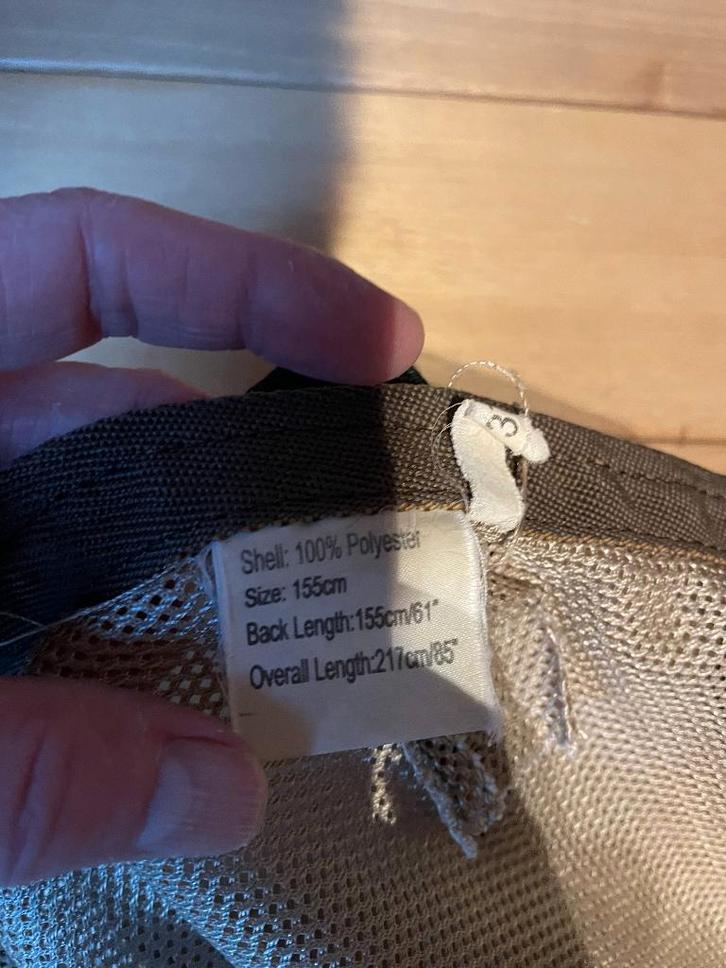 3
Shell: 100% Polyester
Size: 155cm
Back Length:155cm/61"
Overall Length:217cm/85"